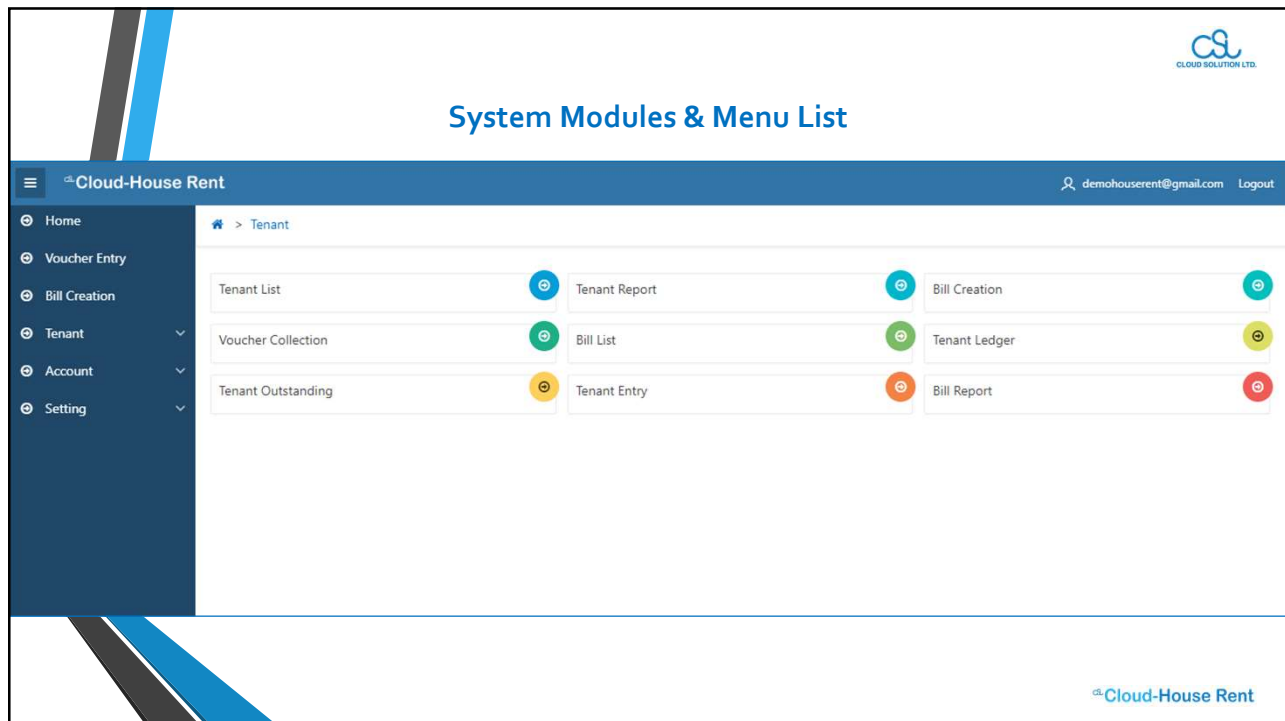 CSL
CLOUD SOLUTION LTD.
System Modules & Menu List
Cloud-House Rent
demohouserent@gmail.com Logout
Home
Voucher Entry
Bill Creation
Tenant
Account
Setting
> Tenant
Tenant List Tenant Report Bill Creation
Voucher Collection Bill List Tenant Ledger
Tenant Outstanding Tenant Entry Bill Report
Cloud-House Rent